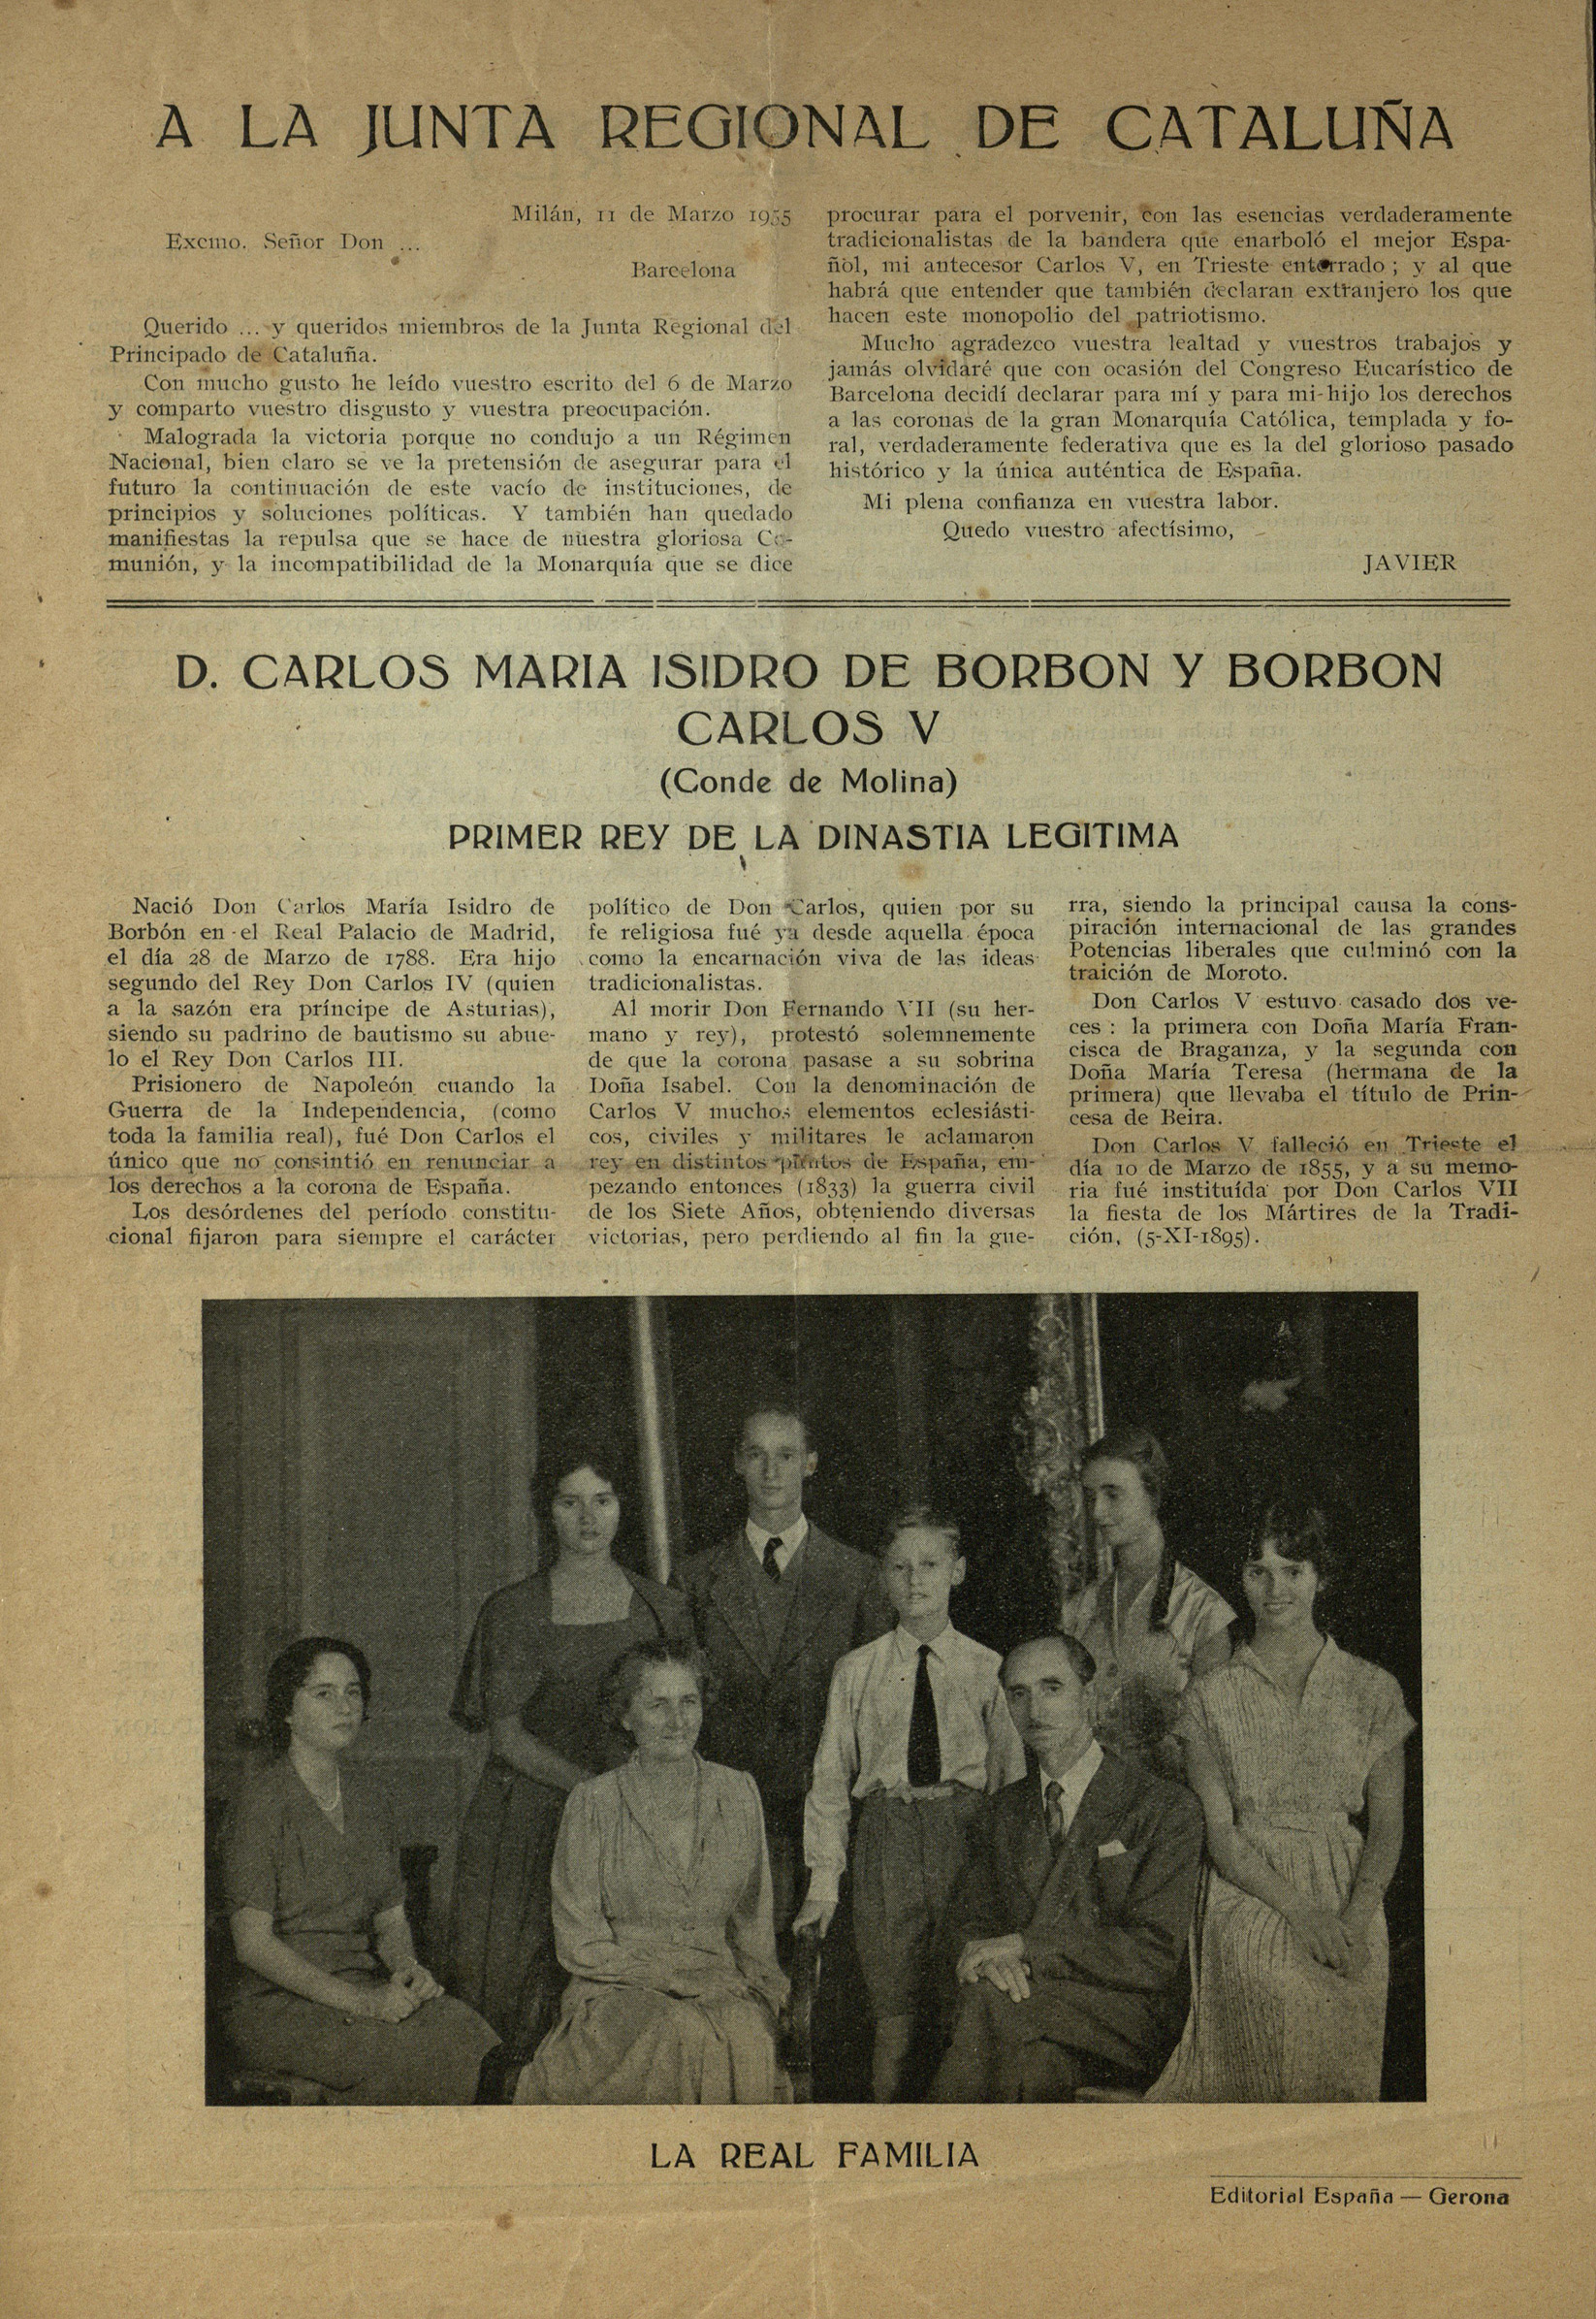 A LA JUNTA REGIONAL DE CATALUÑA
Milán, 11 de Marzo 1955
Excmo. Señor Don ...
Barcelona
Querido ... y queridos miembros de la Junta Regional del
Principado de Cataluña.
Con mucho gusto he leído vuestro escrito del 6 de Marzo
y comparto vuestro disgusto y vuestra preocupación.
Malograda la victoria porque no condujo a un Régimen
Nacional, bien claro se ve la pretensión de asegurar para el
futuro la continuación de este vacío de instituciones, de
principios y soluciones políticas. Y también han quedado
manifiestas la repulsa que se hace de nuestra gloriosa Co-
munión, y la incompatibilidad de la Monarquía que se dice
procurar para el porvenir, con las esencias verdaderamente
tradicionalistas de la bandera que enarboló el mejor Espa-
ñol, mi antecesor Carlos V, en Trieste enterrado ; y al que
habrá que entender que también declaran extranjero los que
hacen este monopolio del patriotismo.
Mucho agradezco vuestra lealtad y vuestros trabajos y
jamás olvidaré que con ocasión del Congreso Eucarístico de
Barcelona decidí declarar para mí y para mi hijo los derechos
a las coronas de la gran Monarquía Católica, templada y fo-
ral, verdaderamente federativa que es la del glorioso pasado
histórico y la única auténtica de España.
Mi plena confianza en vuestra labor.
Quedo vuestro afectísimo,
JAVIER
D. CARLOS MARIA ISIDRO DE BORBON Y BORBON
CARLOS V
(Conde de Molina)
PRIMER REY DE LA DINASTIA LEGITIMA
Nació Don Carlos María Isidro de
Borbón en el Real Palacio de Madrid,
el día 28 de Marzo de 1788. Era hijo
segundo del Rey Don Carlos IV (quien
a la sazón era príncipe de Asturias),
siendo su padrino de bautismo su abue-
lo el Rey Don Carlos III.
Prisionero de Napoleón cuando la
Guerra de la Independencia, (como
toda la familia real), fué Don Carlos el
único que no consintió en renunciar a
los derechos a la corona de España.
Los desórdenes del período constitu-
cional fijaron para siempre el carácter
político de Don Carlos, quien por su
fe religiosa fué ya desde aquella época
como la encarnación viva de las ideas
tradicionalistas.
Al morir Don Fernando VII (su her-
mano y rey), protestó solemnemente
de que la corona pasase a su sobrina
Doña Isabel. Con la denominación de
Carlos V muchos elementos eclesiásti-
cos, civiles y militares le aclamaron
rey en distintos puntos de España, em-
pezando entonces (1833) la guerra civil
de los Siete Años, obteniendo diversas
victorias, pero perdiendo al fin la gue-
rra, siendo la principal causa la cons-
piración internacional de las grandes
Potencias liberales que culminó con la
traición de Moroto.
Don Carlos V estuvo casado dos ve-
ces : la primera con Doña María Fran-
cisca de Braganza, y la segunda con
Doña María Teresa (hermana de la
primera) que llevaba el título de Prin-
cesa de Beira.
Don Carlos V falleció en Trieste el
día 10 de Marzo de 1855, y a su memo-
ria fué instituída por Don Carlos VII
la fiesta de los Mártires de la Tradi-
ción, (5-XI-1895).
LA REAL FAMILIA
Editorial España — Gerona